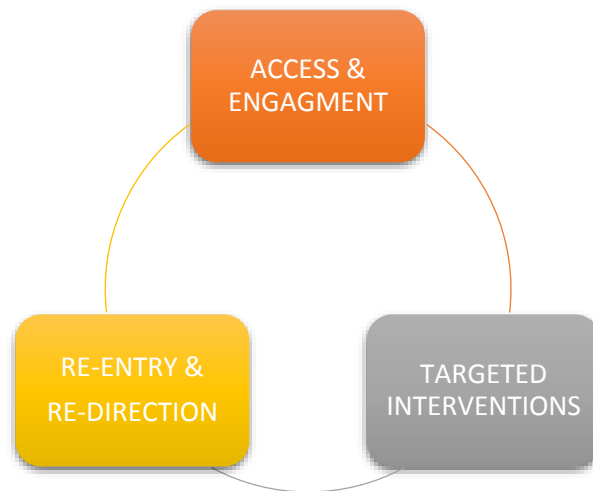 ACCESS &
ENGAGMENT
RE-ENTRY &
RE-DIRECTION
TARGETED
INTERVENTIONS